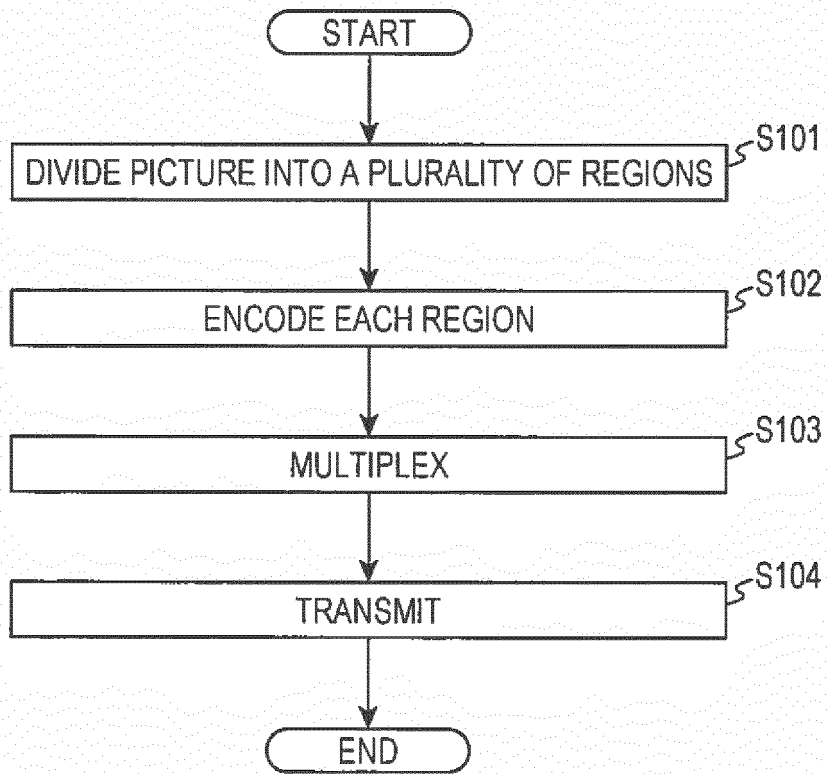 START
S101
DIVIDE PICTURE INTO A PLURALITY OF REGIONS
S102
ENCODE EACH REGION
S103
MULTIPLEX
S104
TRANSMIT
END